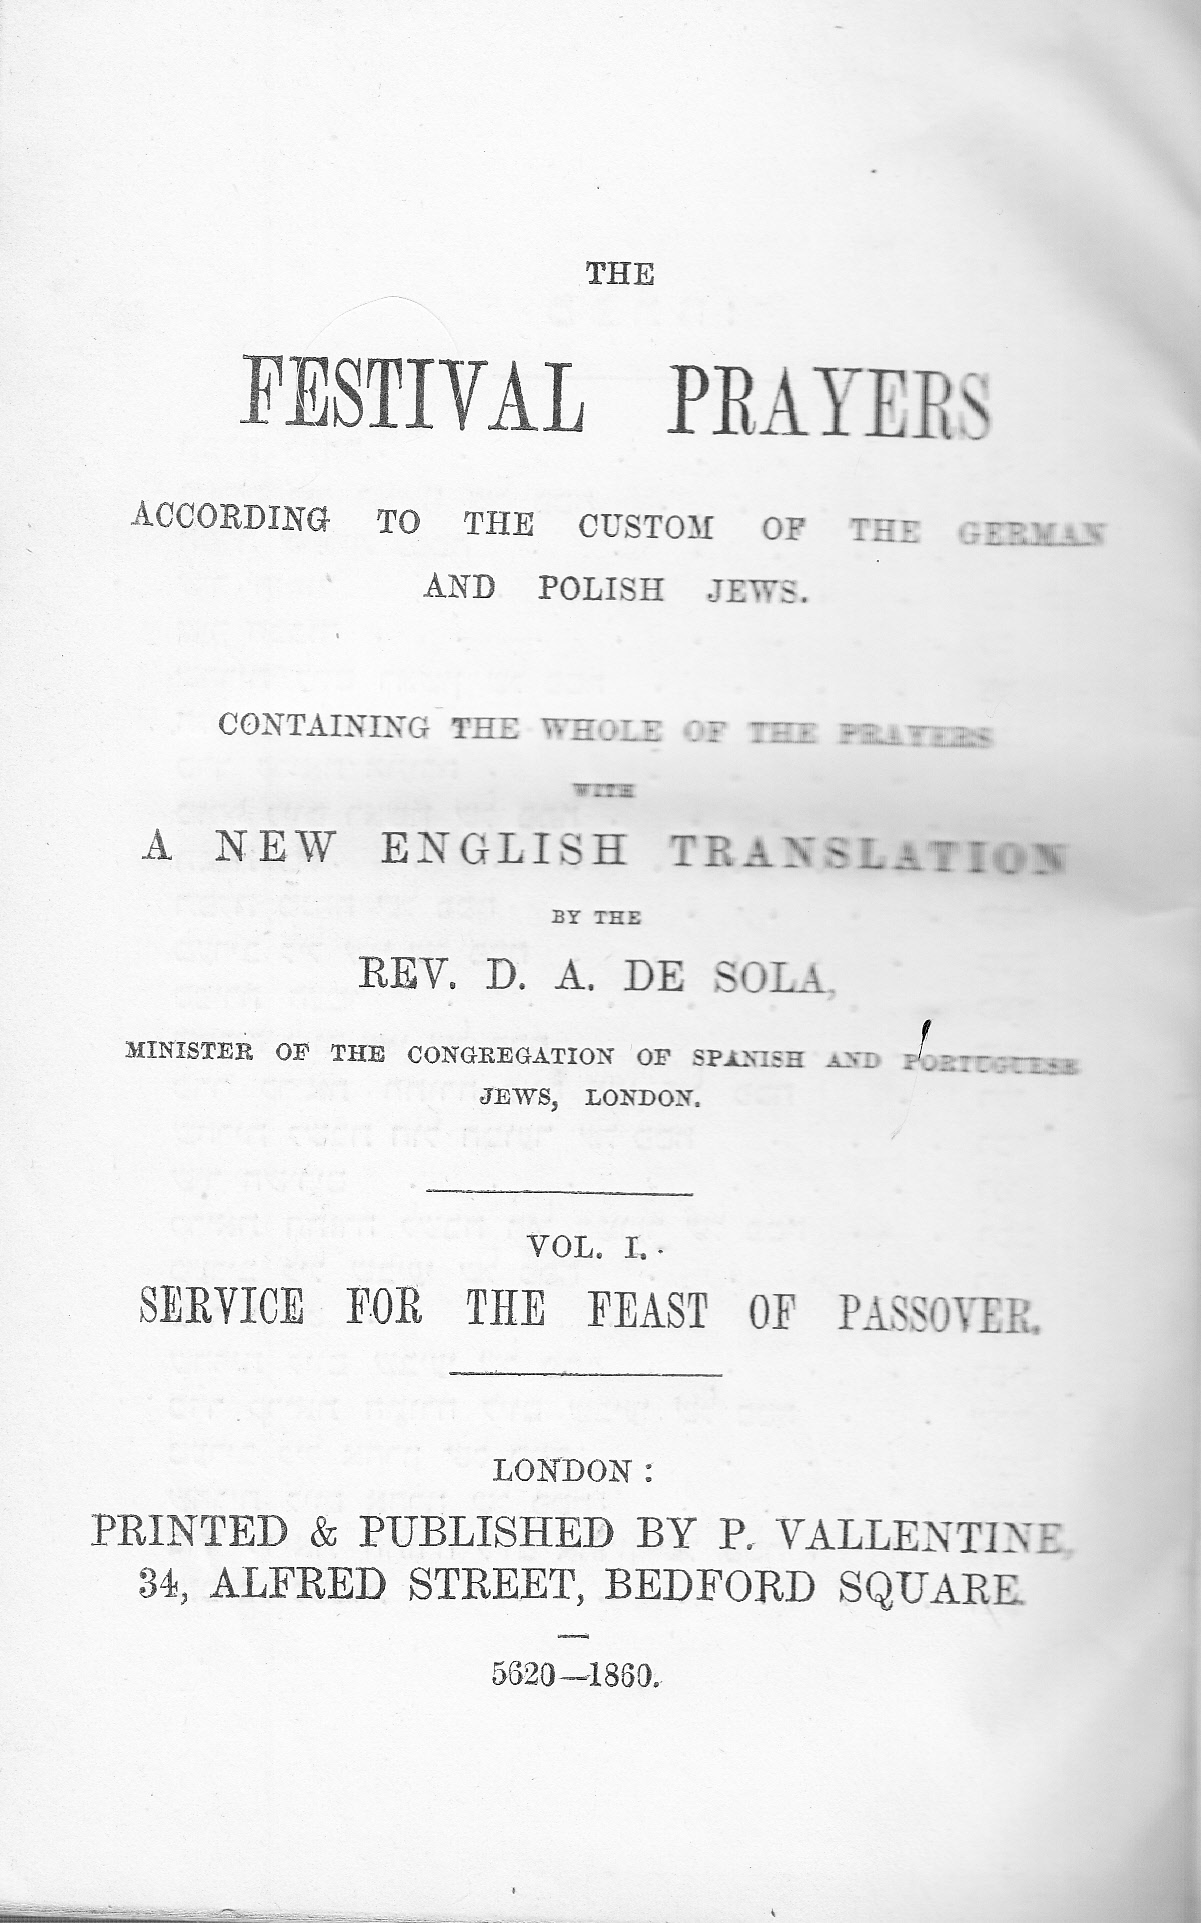 THE
FESTIVAL PRAYERS
ACCORDING TO THE CUSTOM OF THE GERMAN
AND POLISH JEWS.
CONTAINING THE WHOLE OF THE PRAYERS
WITH
A NEW ENGLISH TRANSLATION
BY THE
REV. D. A. DE SOLA,
MINISTER OF THE CONGREGATION OF SPANISH AND PORTUGUESE
JEWS, LONDON.
VOL. I.
SERVICE FOR THE FEAST OF PASSOVER.
LONDON :
PRINTED & PUBLISHED BY P. VALLENTINE,
34, ALFRED STREET, BEDFORD SQUARE.
5620—1860.